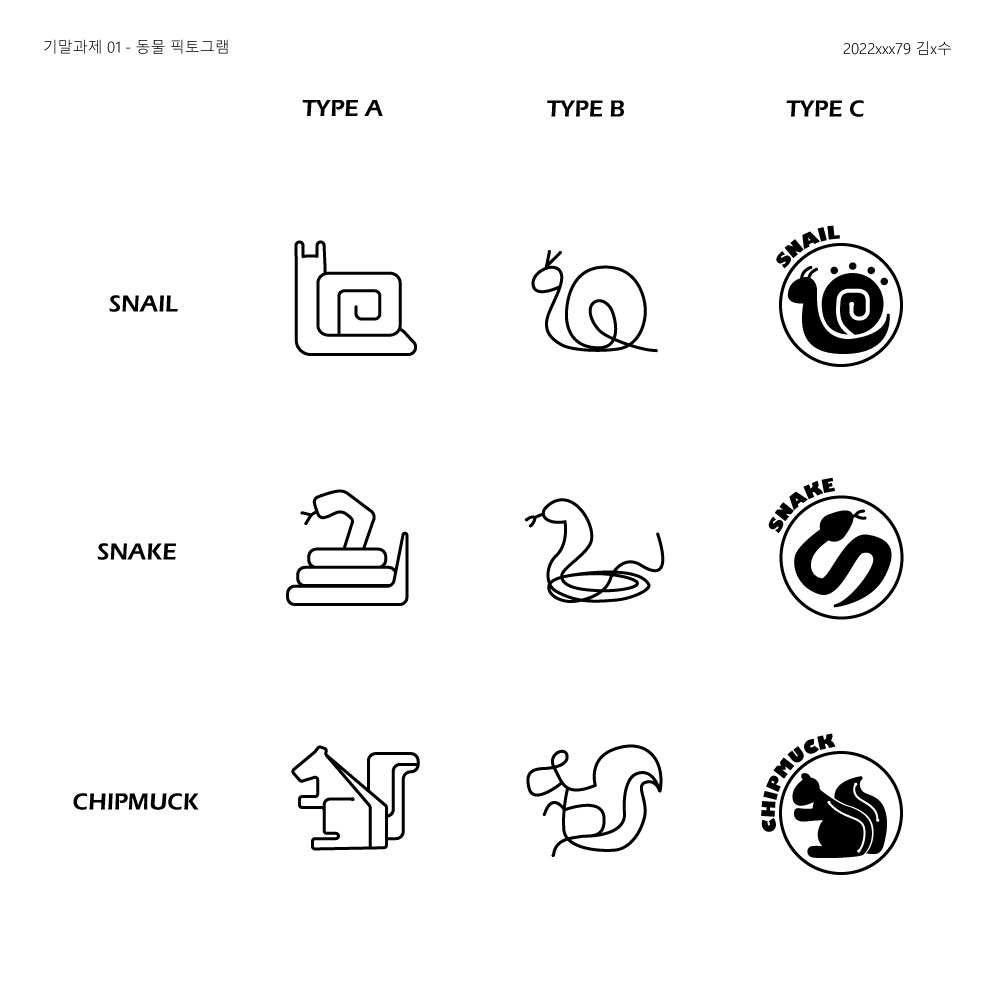 기말과제 01 - 동물 픽토그램
2022xxx79 김x수
TYPE A
TYPE B
TYPE C
SNAIL
SNAIL
SNAKE
SNAKE
CHIPMUCK
CHIPMUCK